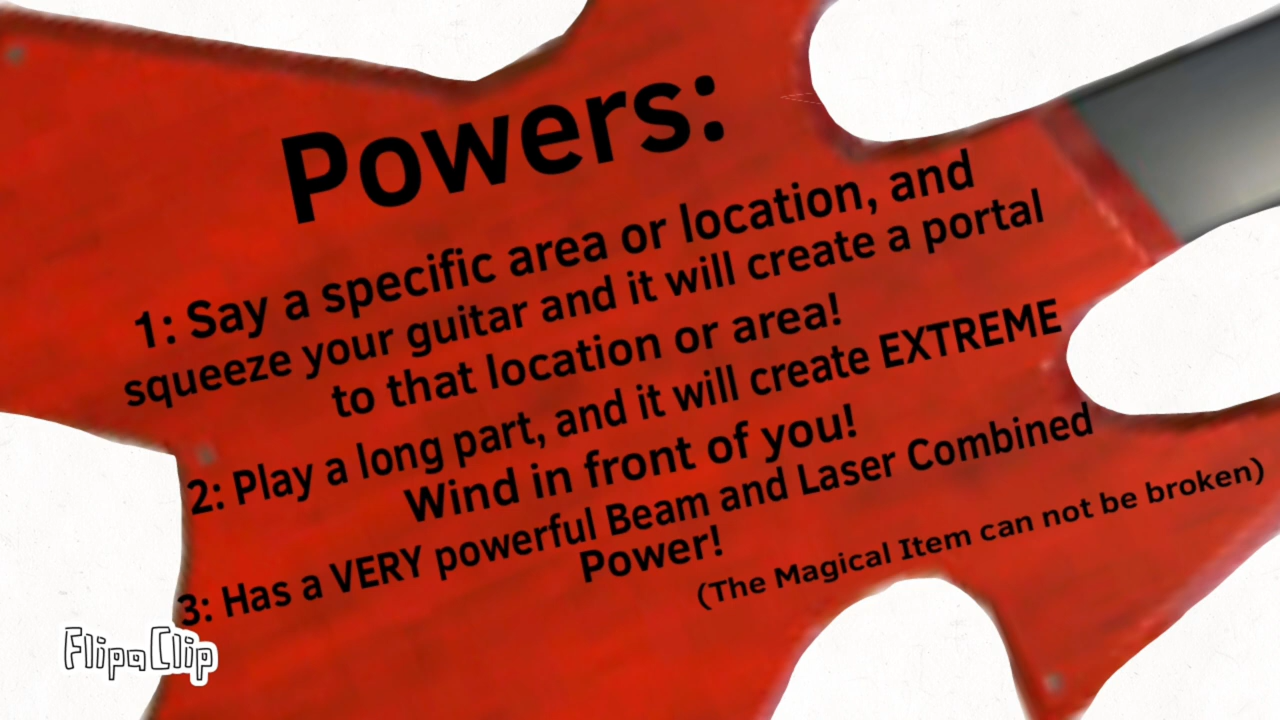 Powers:
1: Say a specific area or location, and
squeeze your guitar and it will create a portal
to that location or area!
2: Play a long part, and it will create EXTREME
Wind in front of you!
3: Has a VERY powerful Beam and Laser Combined
Power!
(The Magical Item can not be broken)
FlipaClip